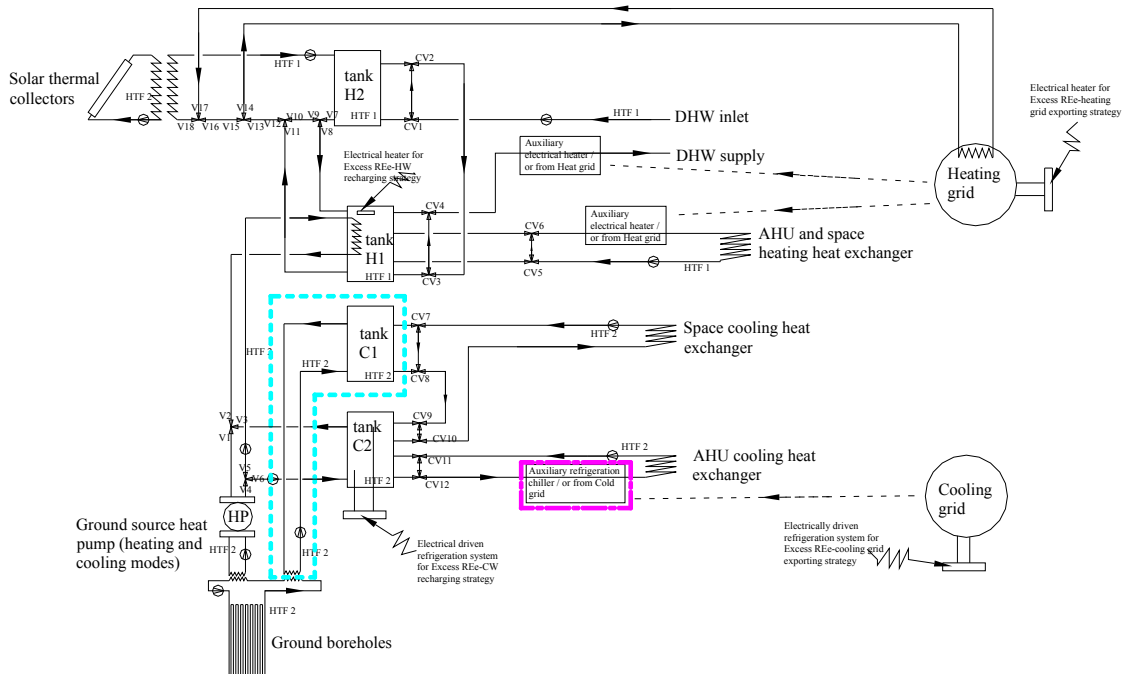 Solar thermal
collectors
HTF 2
HTF 1
tank
H2
HTF 1
CV2
CV1
V17
V18
V16
V14
V15
V13
V12
V10
V11
V9
V7
V8
HTF 1
DHW inlet
Auxiliary
electrical heater /
or from Heat grid
DHW supply
Electrical heater for
Excess REe-heating
grid exporting strategy
Heating
grid
Electrical heater for
Excess REe-HW
recharging
strategy
tank
H1
HTF 1
CV4
CV3
CV6
CV5
Auxiliary
electrical heater /
or from Heat grid
HTF 1
AHU and space
heating heat exchanger
HTF 2
HTF 2
tank
C1
HTF 2
CV7
CV8
HTF 2
Space cooling heat
exchanger
V2
V3
V1
tank
C2
HTF 2
CV9
CV10
CV11
CV12
HTF 2
AHU cooling heat
exchanger
Auxiliary refrigeration
chiller / or from Cold
grid
Cooling
grid
V5
V6
V4
HP
Ground source heat
pump (heating and
cooling modes)
HTF 2
HTF 2
HTF 2
Electrical driven
refrigeration system
for Excess REe-CW
recharging strategy
Electrically driven
refrigeration system for
Excess REe-cooling grid
exporting strategy
Ground boreholes